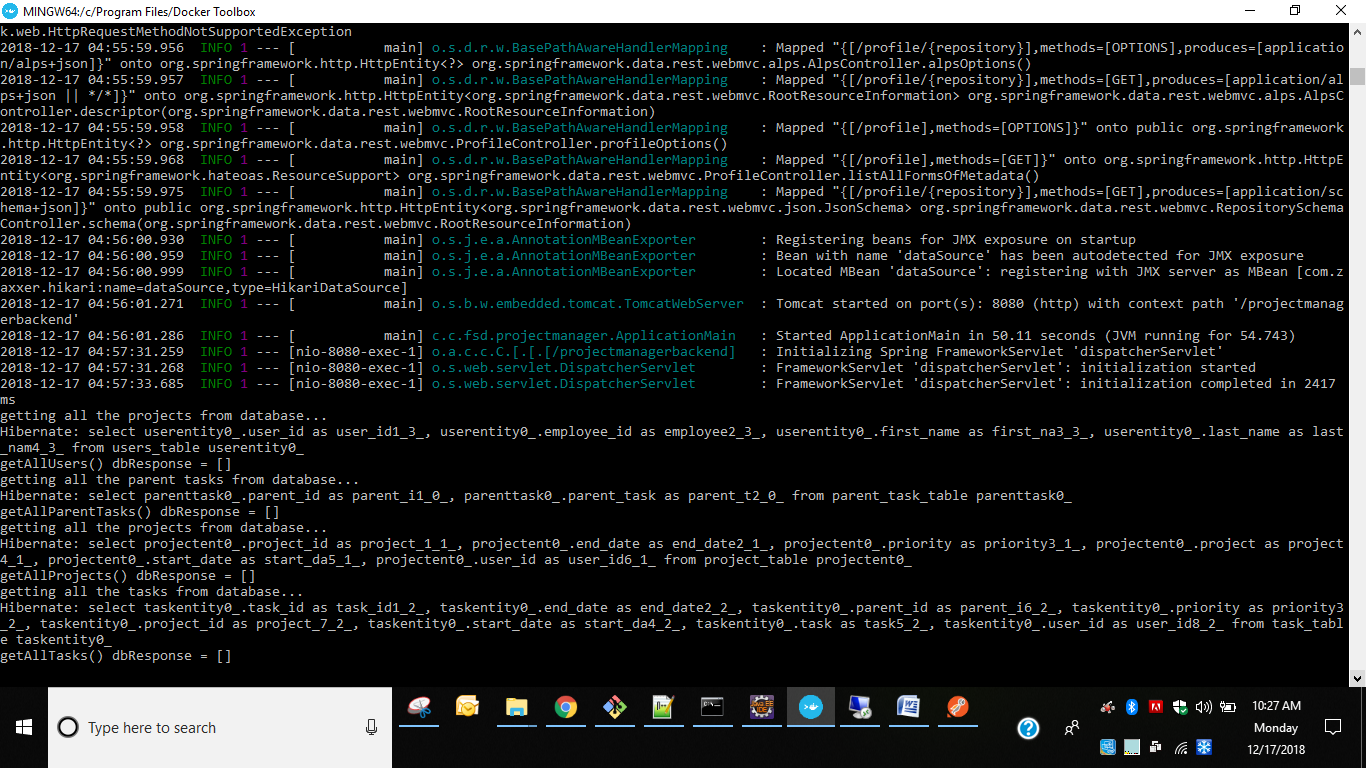 MINGW64:/c/Program Files/Docker Toolbox
k.web.HttpRequestMethodNotSupportedException
2018-12-17 04:55:59.956  INFO 1 --- [           main] o.s.d.r.w.BasePathAwareHandlerMapping    : Mapped "{[/profile/{repository}],methods=[OPTIONS],produces=[applicatio
n/alps+json]}" onto org.springframework.http.HttpEntity<?> org.springframework.data.rest.webmvc.alps.AlpsController.alpsOptions()
2018-12-17 04:55:59.957  INFO 1 --- [           main] o.s.d.r.w.BasePathAwareHandlerMapping    : Mapped "{[/profile/{repository}],methods=[GET],produces=[application/al
ps+json || */*]}" onto org.springframework.http.HttpEntity<org.springframework.data.rest.webmvc.RootResourceInformation> org.springframework.data.rest.webmvc.alps.AlpsC
ontroller.descriptor(org.springframework.data.rest.webmvc.RootResourceInformation)
2018-12-17 04:55:59.958  INFO 1 --- [           main] o.s.d.r.w.BasePathAwareHandlerMapping    : Mapped "{[/profile],methods=[OPTIONS]}" onto public org.springframework
.http.HttpEntity<?> org.springframework.data.rest.webmvc.ProfileController.profileOptions()
2018-12-17 04:55:59.968  INFO 1 --- [           main] o.s.d.r.w.BasePathAwareHandlerMapping    : Mapped "{[/profile],methods=[GET]}" onto org.springframework.http.HttpE
ntity<org.springframework.hateoas.ResourceSupport> org.springframework.data.rest.webmvc.ProfileController.listAllFormsOfMetadata()
2018-12-17 04:55:59.975  INFO 1 --- [           main] o.s.d.r.w.BasePathAwareHandlerMapping    : Mapped "{[/profile/{repository}],methods=[GET],produces=[application/sc
hema+json]}" onto public org.springframework.http.HttpEntity<org.springframework.data.rest.webmvc.json.JsonSchema> org.springframework.data.rest.webmvc.RepositorySchema
Controller.schema(org.springframework.data.rest.webmvc.RootResourceInformation)
2018-12-17 04:56:00.930  INFO 1 --- [           main] o.s.j.e.a.AnnotationMBeanExporter        : Registering beans for JMX exposure on startup
2018-12-17 04:56:00.959  INFO 1 --- [           main] o.s.j.e.a.AnnotationMBeanExporter        : Bean with name 'dataSource' has been autodetected for JMX exposure
2018-12-17 04:56:00.999  INFO 1 --- [           main] o.s.j.e.a.AnnotationMBeanExporter        : Located MBean 'dataSource': registering with JMX server as MBean [com.z
axxer.hikari:name=dataSource,type=HikariDataSource]
2018-12-17 04:56:01.271  INFO 1 --- [           main] o.s.b.w.embedded.tomcat.TomcatWebServer  : Tomcat started on port(s): 8080 (http) with context path '/projectmanag
erbackend'
2018-12-17 04:56:01.286  INFO 1 --- [           main] c.c.fsd.projectmanager.ApplicationMain   : Started ApplicationMain in 50.11 seconds (JVM running for 54.743)
2018-12-17 04:57:31.259  INFO 1 --- [nio-8080-exec-1] o.a.c.c.C.[.[.[/projectmanagerbackend]   : Initializing Spring FrameworkServlet 'dispatcherServlet'
2018-12-17 04:57:31.268  INFO 1 --- [nio-8080-exec-1] o.s.web.servlet.DispatcherServlet        : FrameworkServlet 'dispatcherServlet': initialization started
2018-12-17 04:57:33.685  INFO 1 --- [nio-8080-exec-1] o.s.web.servlet.DispatcherServlet        : FrameworkServlet 'dispatcherServlet': initialization completed in 2417
ms
getting all the projects from database...
Hibernate: select userentity0_.user_id as user_id1_3_, userentity0_.employee_id as employee2_3_, userentity0_.first_name as first_na3_3_, userentity0_.last_name as last
_nam4_3_ from users_table userentity0_
getAllUsers() dbResponse = []
getting all the parent tasks from database...
Hibernate: select parenttask0_.parent_id as parent_i1_0_, parenttask0_.parent_task as parent_t2_0_ from parent_task_table parenttask0_
getAllParentTasks() dbResponse = []
getting all the projects from database...
Hibernate: select projectent0_.project_id as project_1_1_, projectent0_.end_date as end_date2_1_, projectent0_.priority as priority3_1_, projectent0_.project as project
4_1_, projectent0_.start_date as start_da5_1_, projectent0_.user_id as user_id6_1_ from project_table projectent0_
getAllProjects() dbResponse = []
getting all the tasks from database...
Hibernate: select taskentity0_.task_id as task_id1_2_, taskentity0_.end_date as end_date2_2_, taskentity0_.parent_id as parent_i6_2_, taskentity0_.priority as priority3
_2_, taskentity0_.project_id as project_7_2_, taskentity0_.start_date as start_da4_2_, taskentity0_.task as task5_2_, taskentity0_.user_id as user_id8_2_ from task_tabl
e taskentity0_
getAllTasks() dbResponse = []
Type here to search
10:27 AM
Monday
12/17/2018